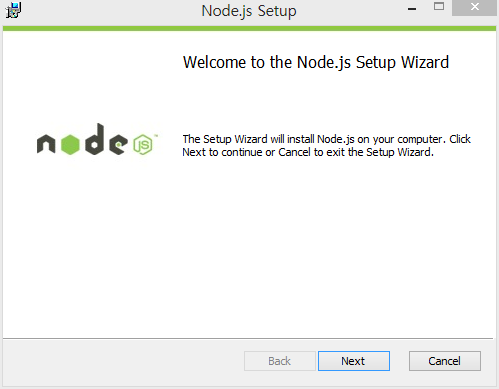 Node.js Setup
Welcome to the Node.js Setup Wizard
node JS
The Setup Wizard will install Node.js on your computer. Click
Next to continue or Cancel to exit the Setup Wizard.
Back
Next
Cancel